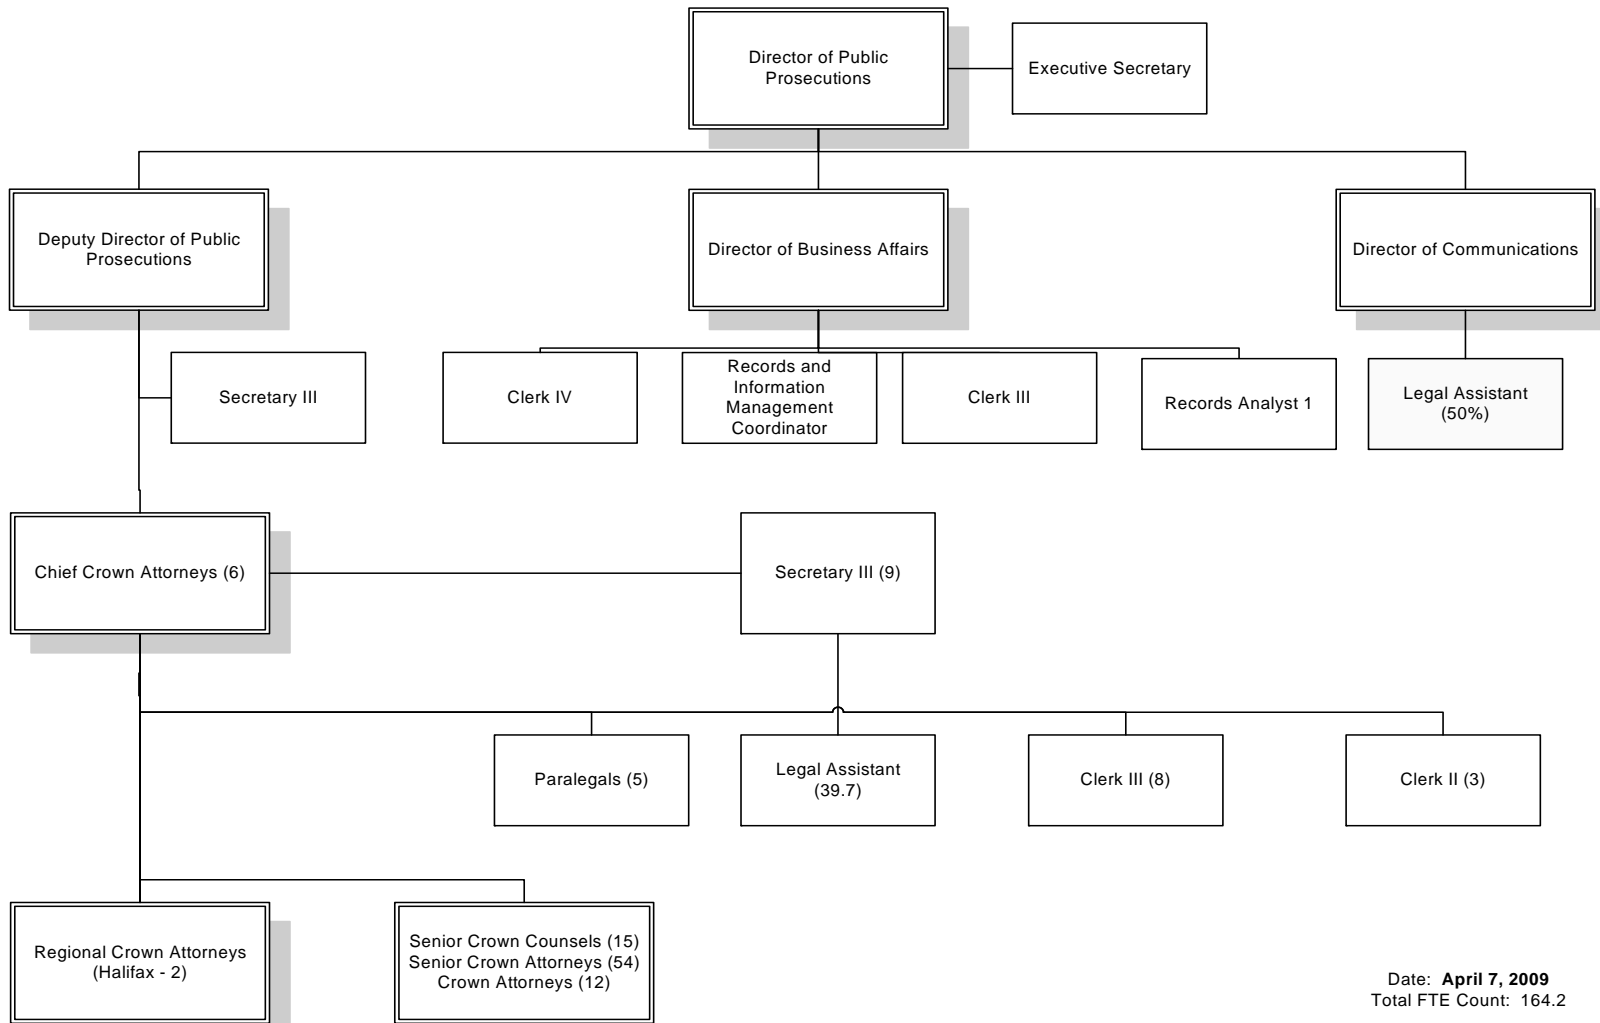 Director of Public
Prosecutions
Executive Secretary
Deputy Director of Public
Prosecutions
Director of Business Affairs
Director of Communications
Secretary III
Clerk IV
Records and
Information
Management
Coordinator
Clerk III
Records Analyst 1
Legal Assistant
(50%)
Chief Crown Attorneys (6)
Secretary III (9)
Paralegals (5)
Legal Assistant
(39.7)
Clerk III (8)
Clerk II (3)
Regional Crown Attorneys
(Halifax - 2)
Senior Crown Counsels (15)
Senior Crown Attorneys (54)
Crown Attorneys (12)
Date: April 7, 2009
Total FTE Count: 164.2